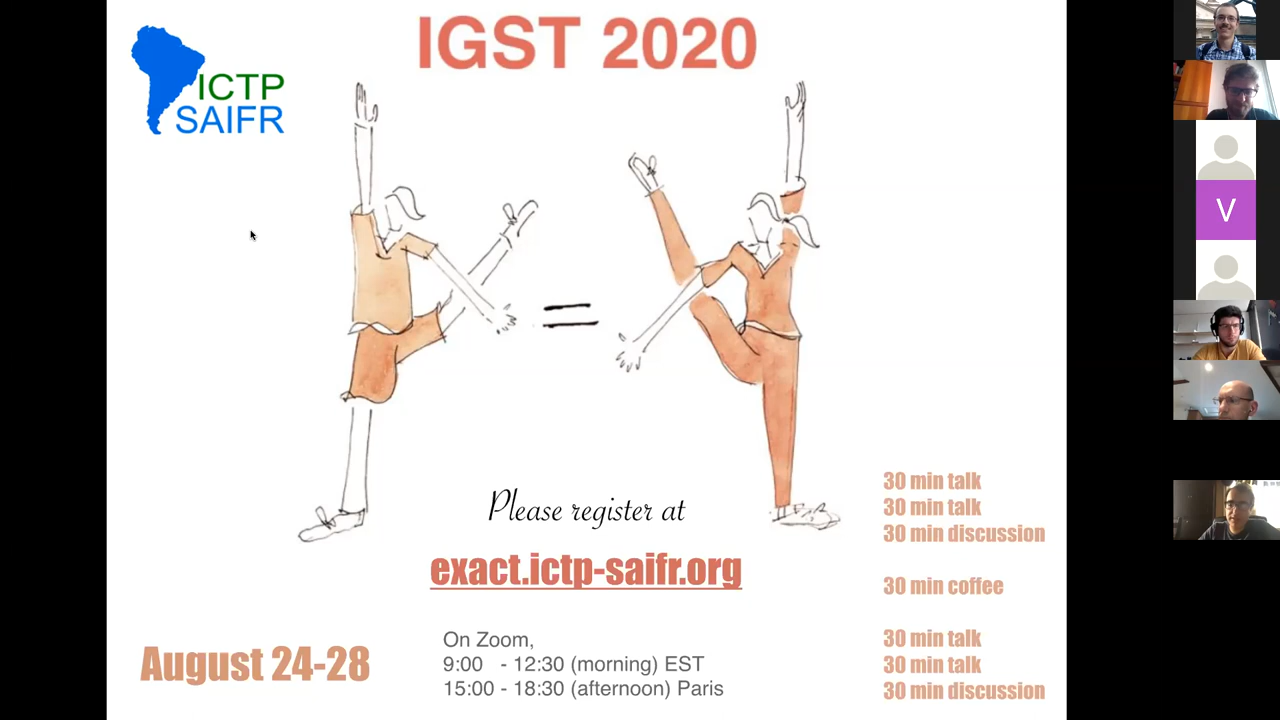 IGST 2020
ICTP
SAIFR
V
=
Please register at
exact.ictp-saifr.org
August 24-28
On Zoom,
9:00 - 12:30 (morning) EST
15:00 - 18:30 (afternoon) Paris
30 min talk
30 min talk
30 min discussion
30 min coffee
30 min talk
30 min talk
30 min discussion